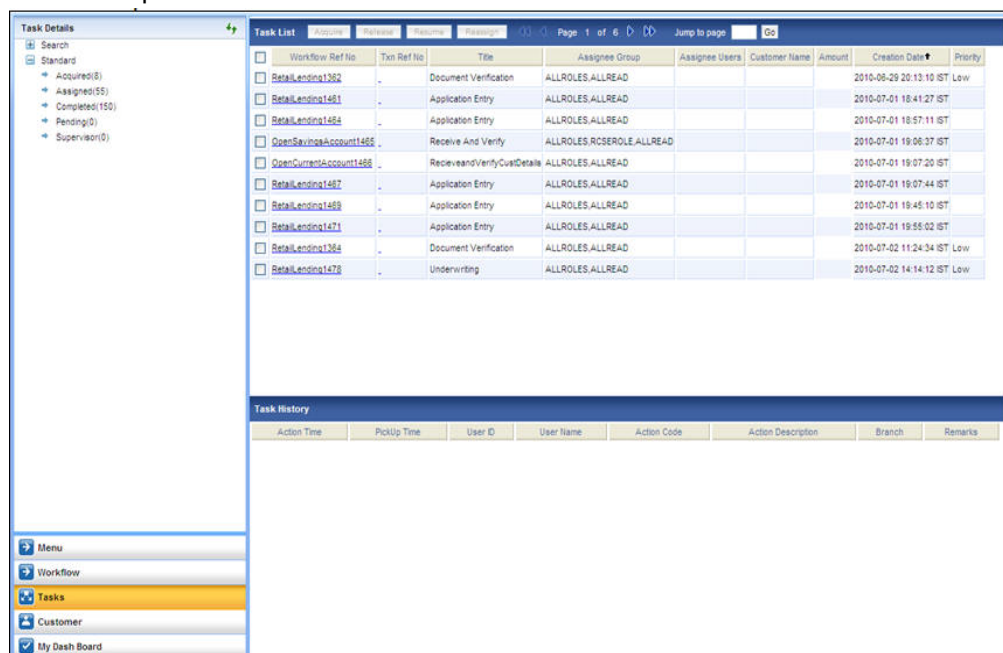 Task Details
Search
Standard
Acquired(8)
Assigned(55)
Completed(150)
Pending(0)
Supervisor(0)
Menu
Workflow
Tasks
Customer
My Dash Board
Task List Acquire Release Resume Reassign Page 1 of 6 Jump to page Go
Workflow Ref No Txn Ref No Title Assignee Group Assignee Users Customer Name Amount Creation Date Priority
RetailLending1362 Document Verification ALLROLES,ALLREAD 2010-06-29 20:13:10 IST Low
RetailLending1461 Application Entry ALLROLES,ALLREAD 2010-07-01 18:41:27 IST
RetailLending1464 Application Entry ALLROLES,ALLREAD 2010-07-01 18:57:11 IST
OpenSavingsAccount1465 Receive And Verify ALLROLES,RCSEROLE,ALLREAD 2010-07-01 19:06:37 IST
OpenCurrentAccount1466 RecieveandVerifyCustDetails ALLROLES,ALLREAD 2010-07-01 19:07:20 IST
RetailLending1467 Application Entry ALLROLES,ALLREAD 2010-07-01 19:07:44 IST
RetailLending1469 Application Entry ALLROLES,ALLREAD 2010-07-01 19:45:10 IST
RetailLending1471 Application Entry ALLROLES,ALLREAD 2010-07-01 19:55:02 IST
RetailLending1364 Document Verification ALLROLES,ALLREAD 2010-07-02 11:24:34 IST Low
RetailLending1478 Underwriting ALLROLES,ALLREAD 2010-07-02 14:14:12 IST Low
Task History
Action Time PickUp Time User ID User Name Action Code Action Description Branch Remarks